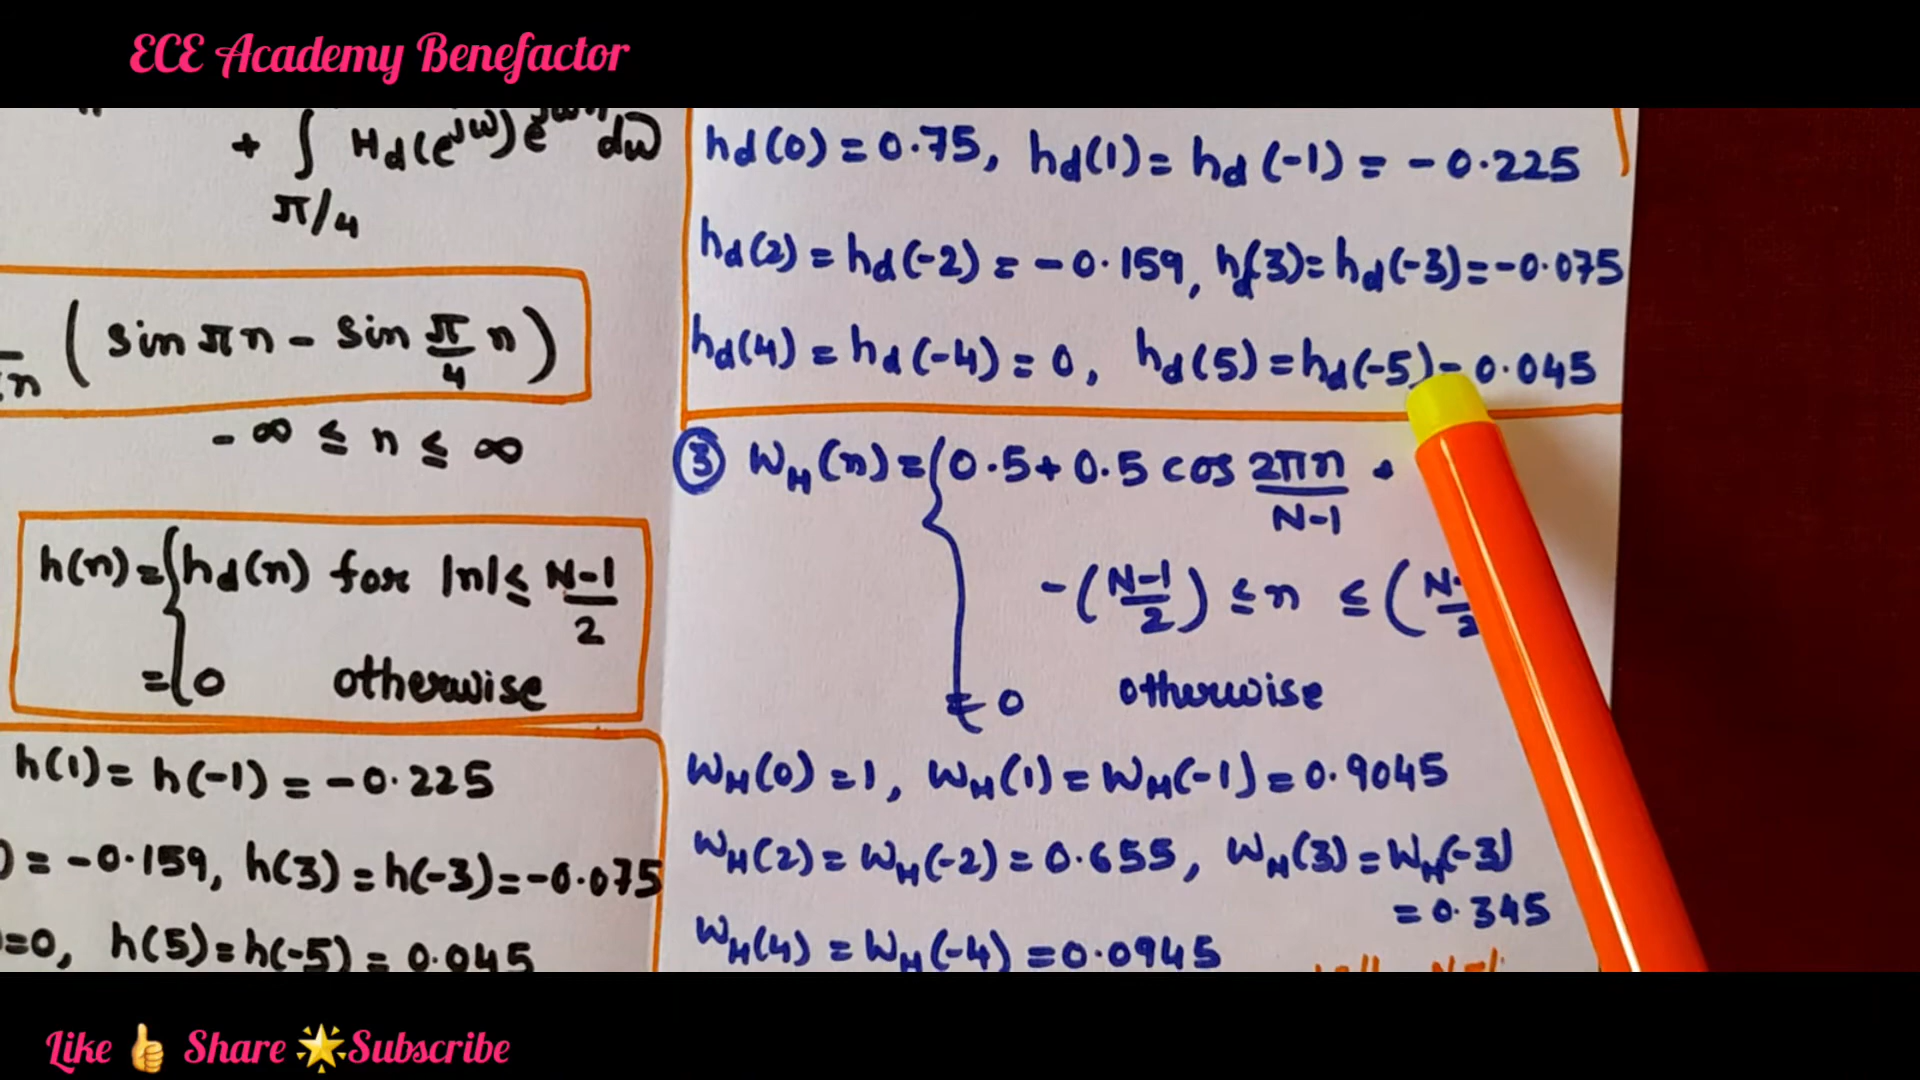 ECE Academy Benefactor
+ ∫ Hd(e^jω) e^jωn dω
π/4
(sin πn - sin π/4 n)
-∞ ≤ n ≤ ∞
h(n) = { hd(n) for |n| ≤ N-1/2
= { 0 otherwise
h(1) = h(-1) = -0.225
) = -0.159, h(3) = h(-3) = -0.075
=0, h(5) = h(-5) = 0.045
hd(0) = 0.75, hd(1) = hd(-1) = -0.225
hd(2) = hd(-2) = -0.159, hd(3) = hd(-3) = -0.075
hd(4) = hd(-4) = 0, hd(5) = hd(-5) = 0.045
③ WH(n) = { 0.5 + 0.5 cos 2πn/N-1
-(N-1/2) ≤ n ≤ (N-
= 0 otherwise
WH(0) = 1, WH(1) = WH(-1) = 0.9045
WH(2) = WH(-2) = 0.655, WH(3) = WH(-3)
= 0.345
WH(4) = WH(-4) = 0.0945
Like 👍 Share 🌟 Subscribe